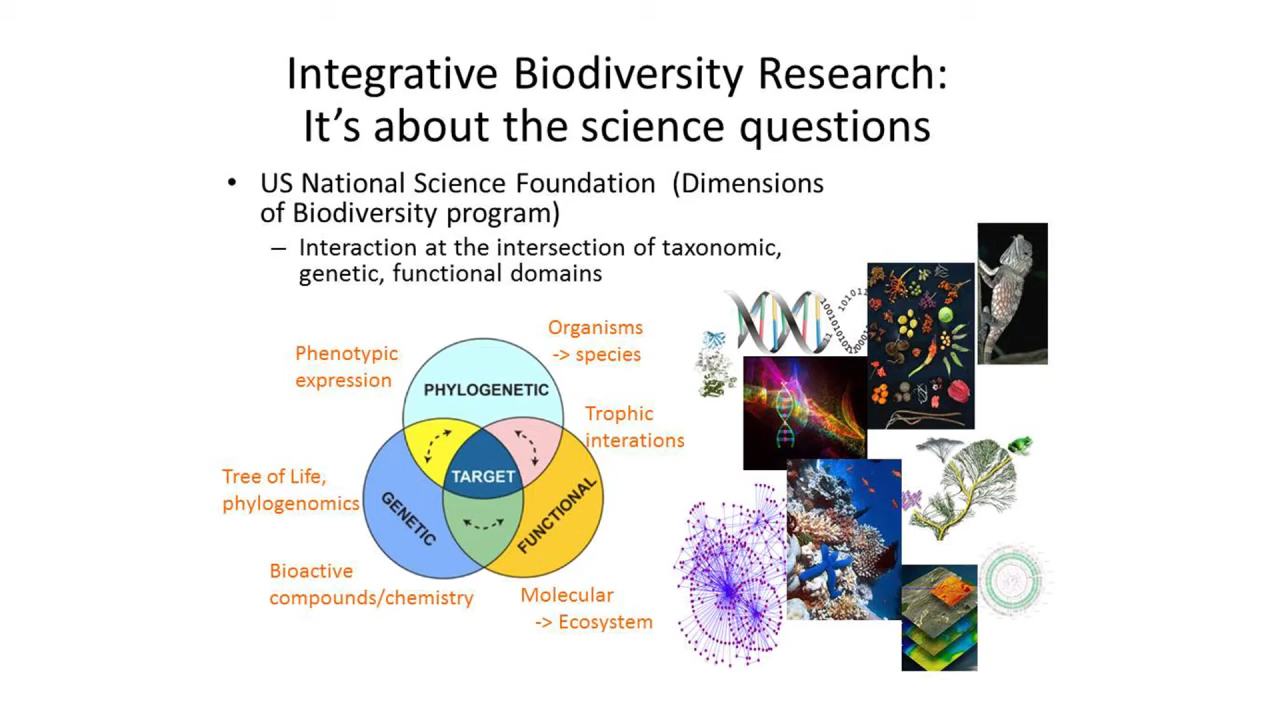 Integrative Biodiversity Research:
It's about the science questions
• US National Science Foundation (Dimensions
of Biodiversity program)
– Interaction at the intersection of taxonomic,
genetic, functional domains
Organisms
-> species
Phenotypic
expression
PHYLOGENETIC
Trophic
interations
TARGET
Tree of Life,
phylogenomics
GENETIC
FUNCTIONAL
Bioactive
compounds/chemistry
Molecular
-> Ecosystem